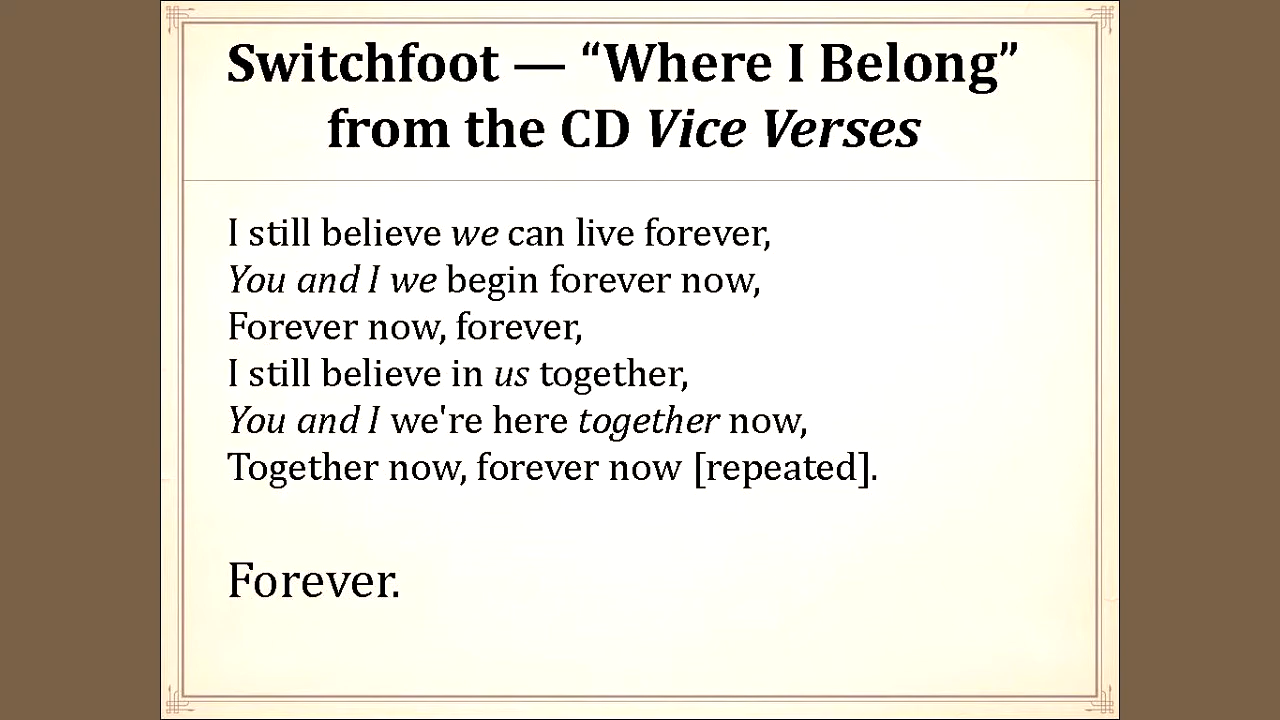 Switchfoot — “Where I Belong”
from the CD Vice Verses
I still believe we can live forever,
You and I we begin forever now,
Forever now, forever,
I still believe in us together,
You and I we're here together now,
Together now, forever now [repeated].
Forever.